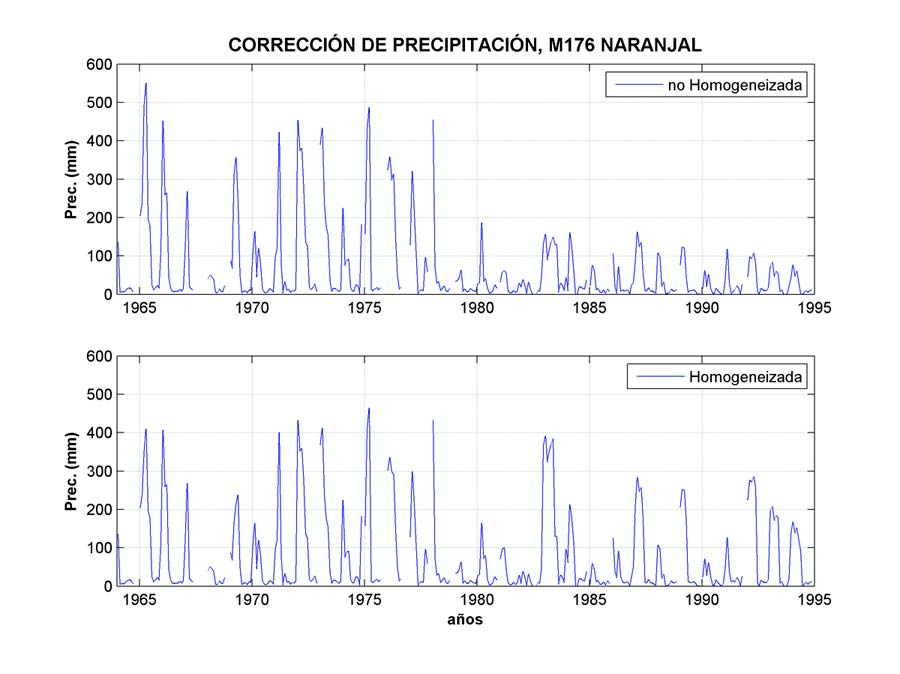 CORRECCIÓN DE PRECIPITACIÓN, M176 NARANJAL
600
500
400
300
200
100
0
Prec. (mm)
no Homogeneizada
1965 1970 1975 1980 1985 1990 1995
600
500
400
300
200
100
0
Prec. (mm)
Homogeneizada
1965 1970 1975 1980 1985 1990 1995
años